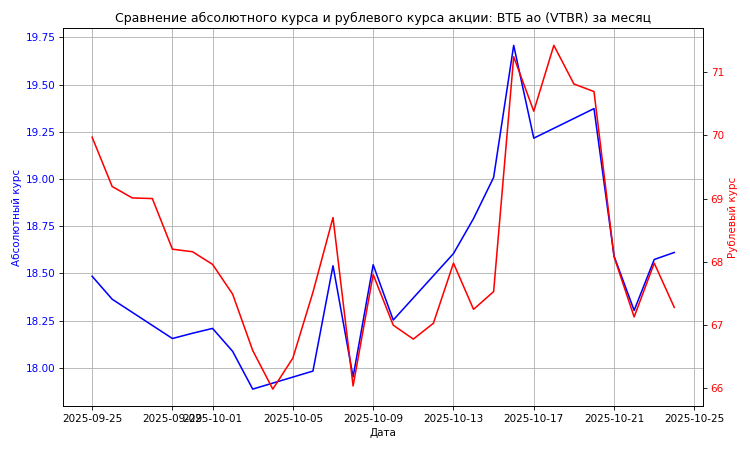 Сравнение абсолютного курса и рублевого курса акции: ВТБ ао (VTBR) за месяц
Абсолютный курс
19.75
19.50
19.25
19.00
18.75
18.50
18.25
18.00
71
70
69
68
67
66
Рублевый курс
2025-09-25 2025-09-29 2025-10-01 2025-10-05 2025-10-09 2025-10-13 2025-10-17 2025-10-21 2025-10-25
Дата